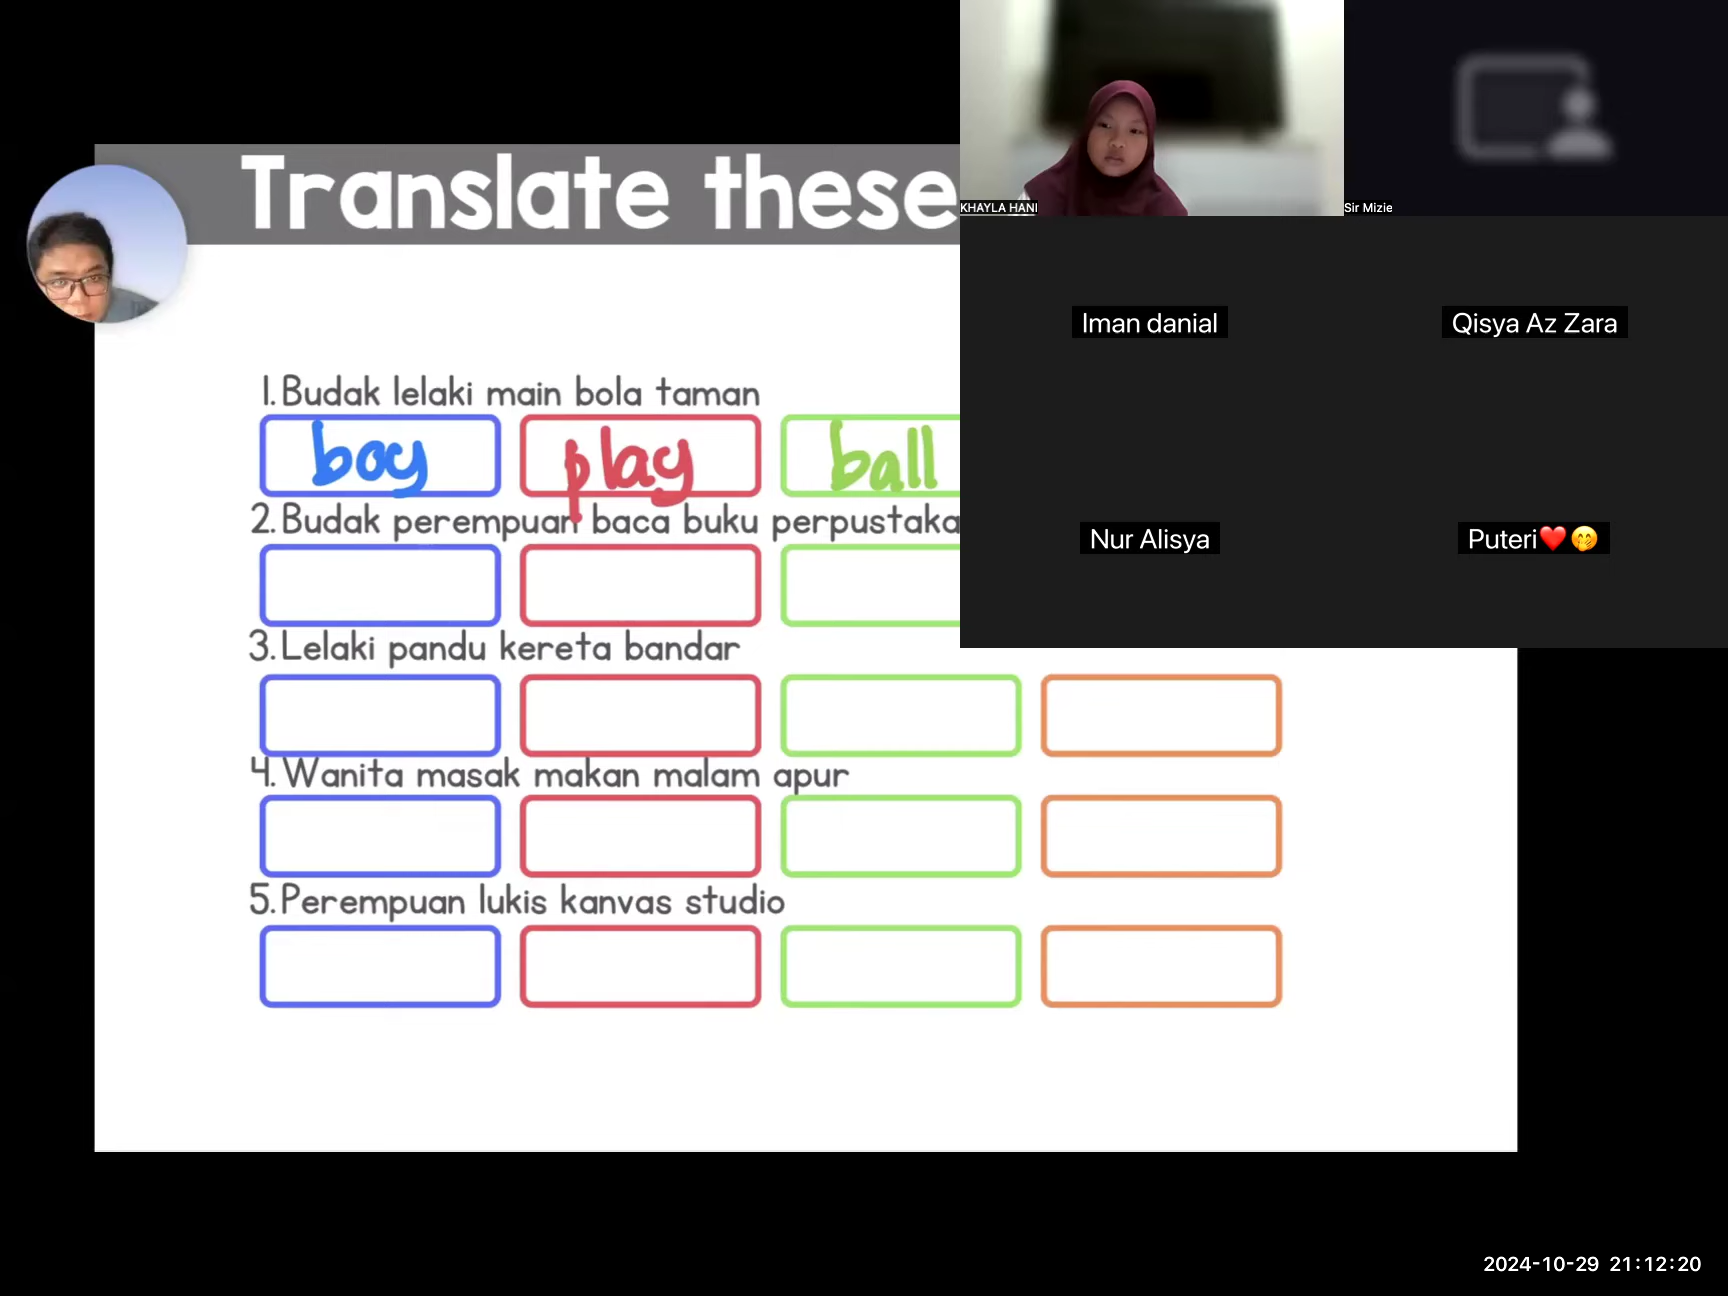 Translate these
KHAYLA HANI
Sir Mizie
Iman danial
Qisya Az Zara
Nur Alisya
Puteri❤️🤭
1. Budak lelaki main bola taman
boy play ball
2. Budak perempuan baca buku perpustaka
3. Lelaki pandu kereta bandar
4. Wanita masak makan malam apur
5. Perempuan lukis kanvas studio
2024-10-29 21:12:20